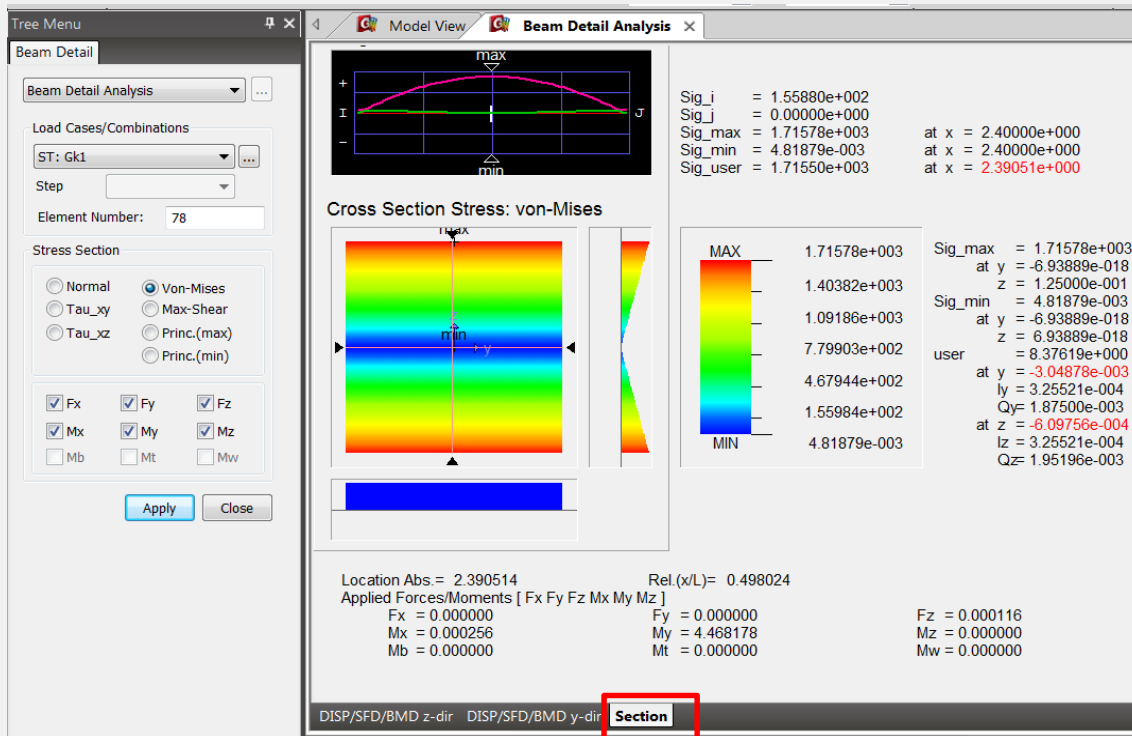 Tree Menu
Beam Detail
Beam Detail Analysis
...
Load Cases/Combinations
ST: Gk1
...
Step
Element Number: 78
Stress Section
Normal
Von-Mises
Tau_xy
Max-Shear
Tau_xz
Princ.(max)
Princ.(min)
Fx Fy Fz
Mx My Mz
Mb Mt Mw
Apply Close
Model View Beam Detail Analysis
max
+
I J
−
min
Sig_i = 1.55880e+002
Sig_j = 0.00000e+000
Sig_max = 1.71578e+003 at x = 2.40000e+000
Sig_min = 4.81879e-003 at x = 2.40000e+000
Sig_user = 1.71550e+003 at x = 2.39051e+000
Cross Section Stress: von-Mises
max
z
min
y
MAX 1.71578e+003
1.40382e+003
1.09186e+003
7.79903e+002
4.67944e+002
1.55984e+002
MIN 4.81879e-003
Sig_max = 1.71578e+003
at y = -6.93889e-018
z = 1.25000e-001
Sig_min = 4.81879e-003
at y = -6.93889e-018
z = 6.93889e-018
user = 8.37619e+000
at y = -3.04878e-003
Iy = 3.25521e-004
Qy= 1.87500e-003
at z = -6.09756e-004
Iz = 3.25521e-004
Qz= 1.95196e-003
Location Abs.= 2.390514 Rel.(x/L)= 0.498024
Applied Forces/Moments [ Fx Fy Fz Mx My Mz ]
Fx = 0.000000 Fy = 0.000000 Fz = 0.000116
Mx = 0.000256 My = 4.468178 Mz = 0.000000
Mb = 0.000000 Mt = 0.000000 Mw = 0.000000
DISP/SFD/BMD z-dir DISP/SFD/BMD y-dir Section